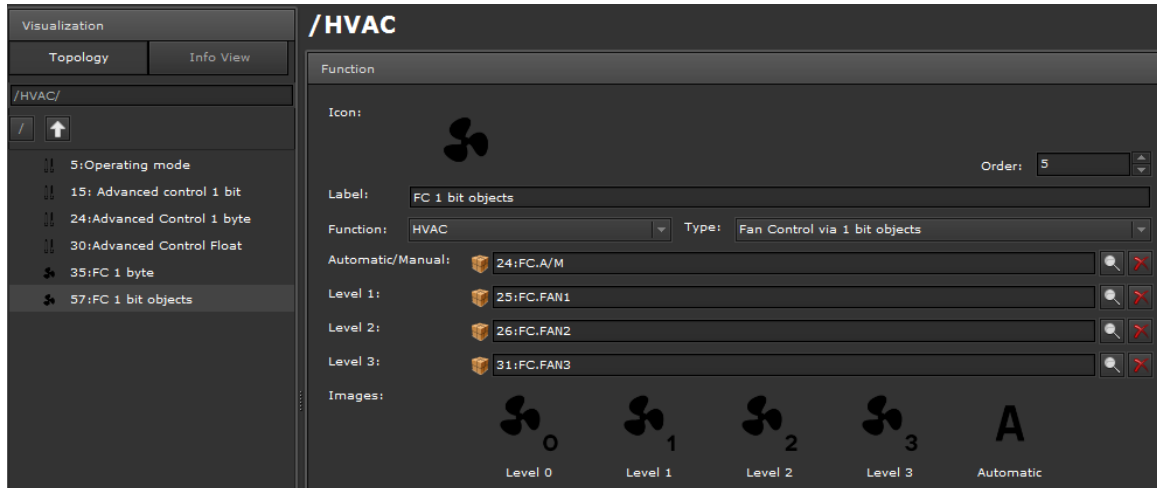 Visualization
Topology Info View
/HVAC/
/
5:Operating mode
15: Advanced control 1 bit
24:Advanced Control 1 byte
30:Advanced Control Float
35:FC 1 byte
57:FC 1 bit objects
/HVAC
Function
Icon:
Order: 5
Label: FC 1 bit objects
Function: HVAC Type: Fan Control via 1 bit objects
Automatic/Manual: 24:FC.A/M
Level 1: 25:FC.FAN1
Level 2: 26:FC.FAN2
Level 3: 31:FC.FAN3
Images:
0 1 2 3 A
Level 0 Level 1 Level 2 Level 3 Automatic